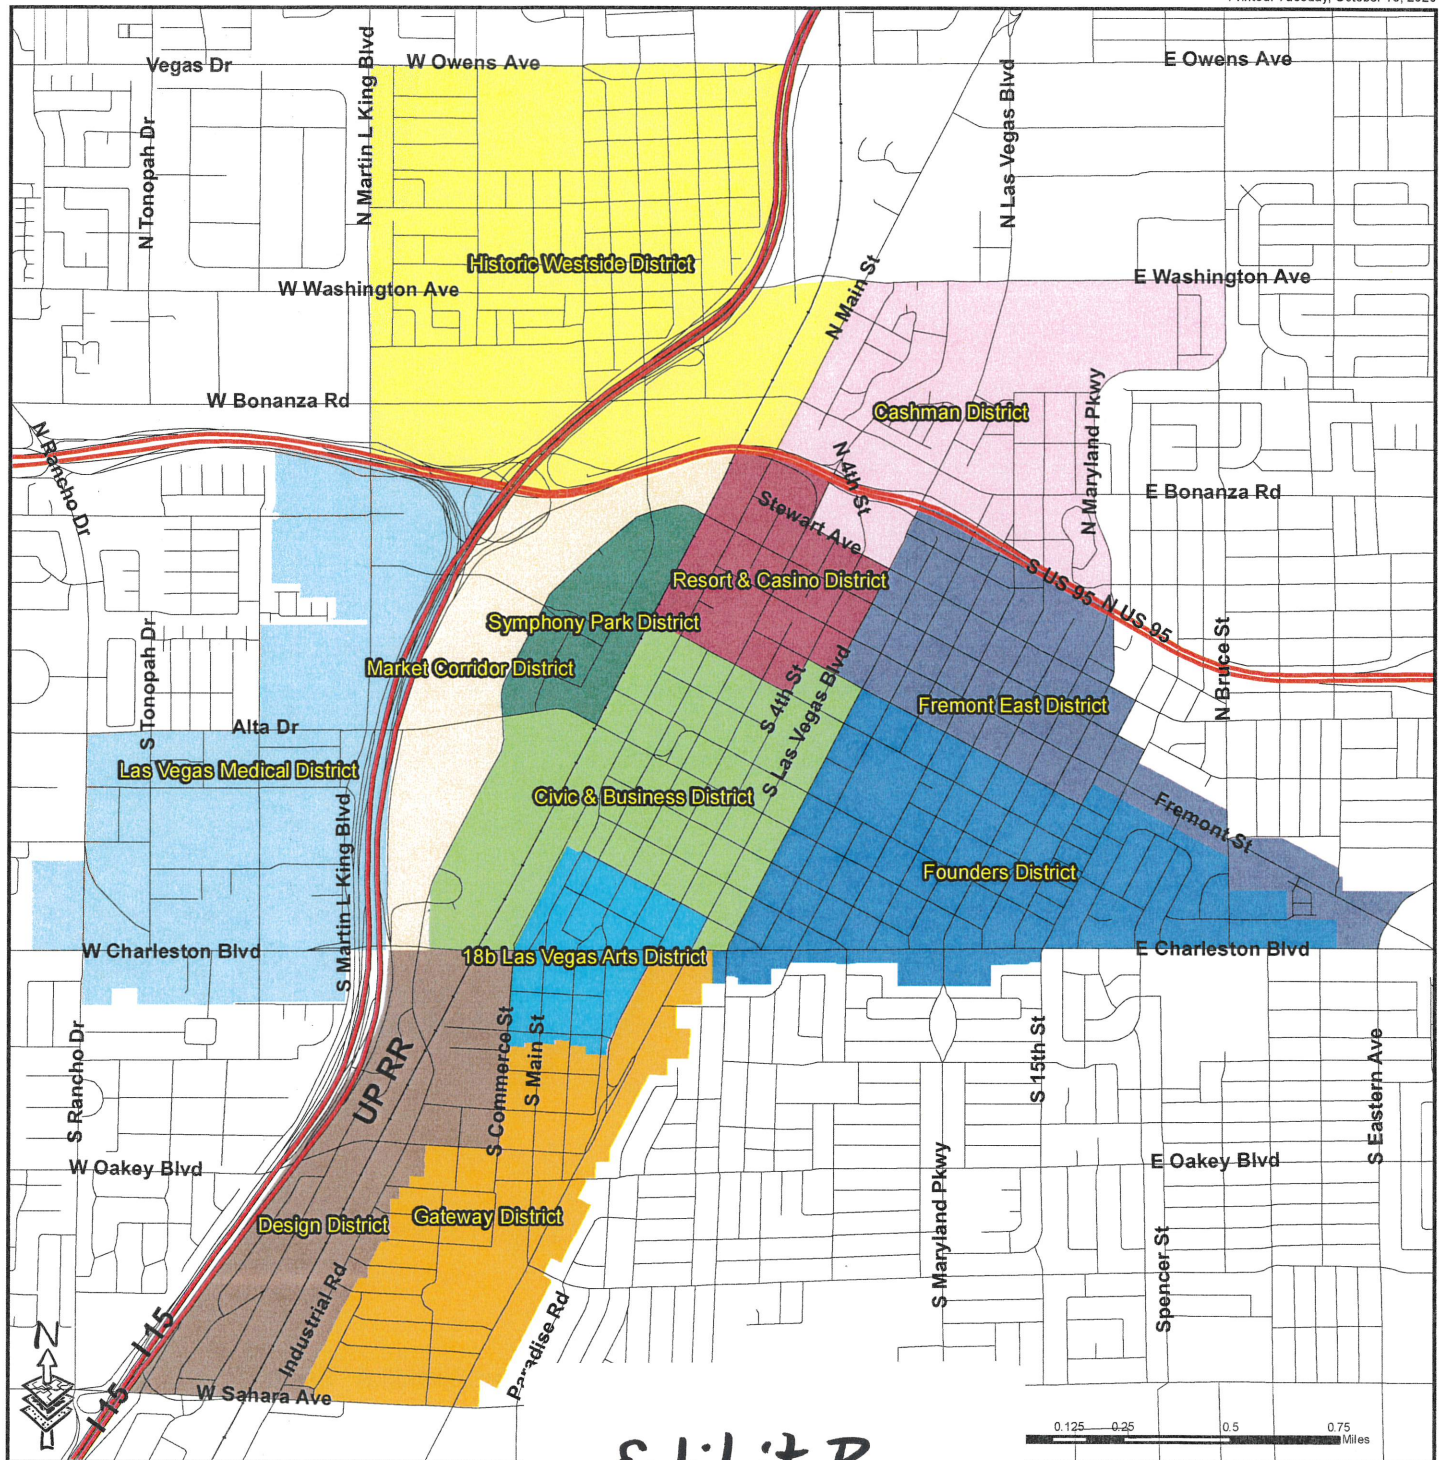 Vegas Dr
W Owens Ave
E Owens Ave
N Martin L King Blvd
N Tonopah Dr
N Las Vegas Blvd
Historic Westside District
W Washington Ave
N Main St
E Washington Ave
W Bonanza Rd
Cashman District
N Maryland Pkwy
N Rancho Dr
N 4th St
E Bonanza Rd
Stewart Ave
Resort & Casino District
S US 95
N US 95
Symphony Park District
N Bruce St
Market Corridor District
S Tonopah Dr
S 4th St
S Las Vegas Blvd
Fremont East District
Alta Dr
Las Vegas Medical District
Civic & Business District
Fremont St
S Martin L King Blvd
Founders District
W Charleston Blvd
18b Las Vegas Arts District
E Charleston Blvd
S Rancho Dr
UP RR
S Commerce St
S Main St
S 15th St
S Eastern Ave
W Oakey Blvd
E Oakey Blvd
S Maryland Pkwy
Design District
Gateway District
Spencer St
Industrial Rd
Paradise Rd
I 15
I 15
N
W Sahara Ave
0.125
0.25
0.5
0.75
Miles